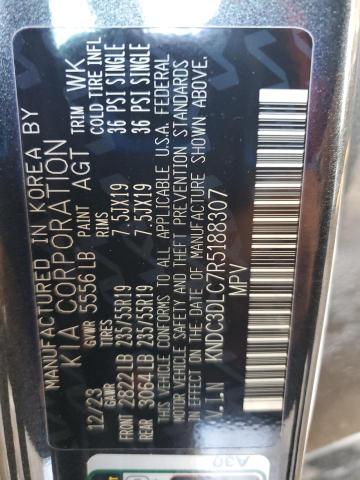 MANUFACTURED IN KOREA BY
KIA CORPORATION
12/23 GVWR 5556LB PAINT AGT TRIM WK
GAWR TIRES RIMS COLD TIRE INFL
FRONT 2822LB 235/55R19 7.5JX19 36 PSI SINGLE
REAR 3064LB 235/55R19 7.5JX19 36 PSI SINGLE
THIS VEHICLE CONFORMS TO ALL APPLICABLE U.S.A. FEDERAL
MOTOR VEHICLE SAFETY AND THEFT PREVENTION STANDARDS
IN EFFECT ON THE DATE OF MANUFACTURE SHOWN ABOVE.
V.I.N KNDC3DLC7R5188307
MPV